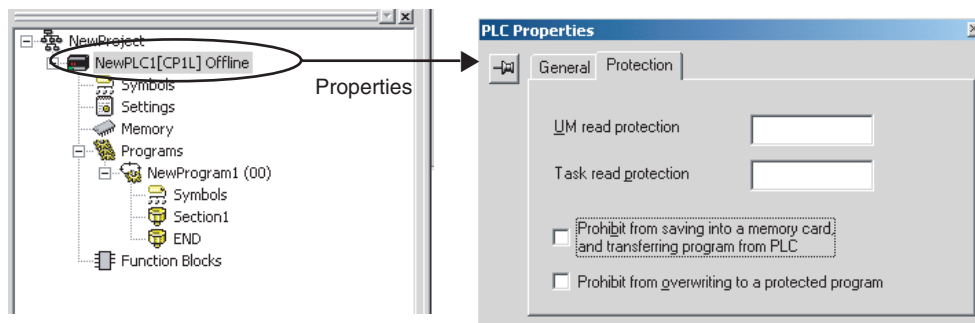 NewProject
NewPLC1[CP1L] Offline
Symbols
Settings
Memory
Programs
NewProgram1 (00)
Symbols
Section1
END
Function Blocks
Properties
PLC Properties
General
Protection
UM read protection
Task read protection
Prohibit from saving into a memory card,
and transferring program from PLC
Prohibit from overwriting to a protected program